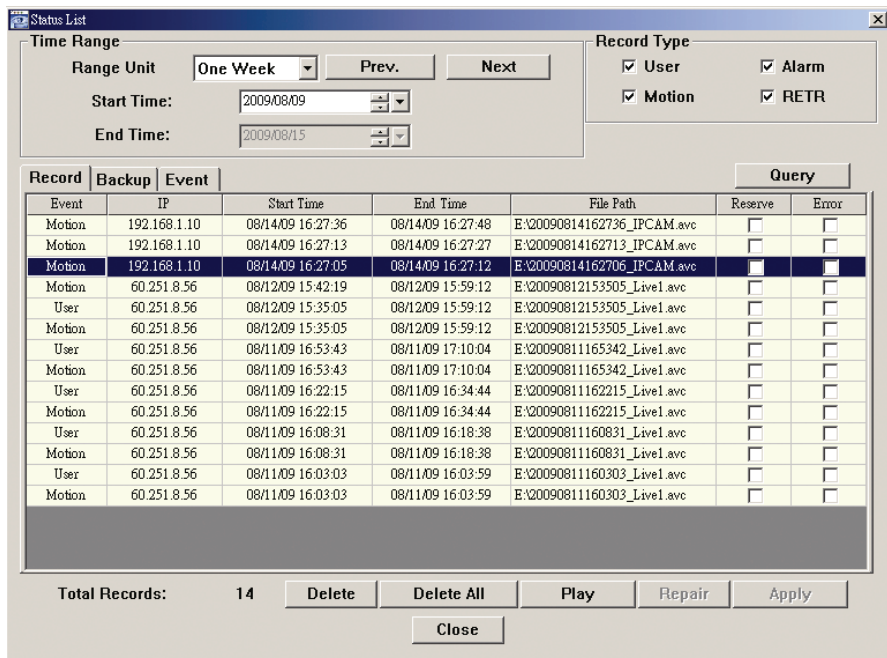 Status List
Time Range
Record Type
Range Unit One Week Prev. Next
User Alarm
Start Time: 2009/08/09
Motion RETR
End Time: 2009/08/15
Record Backup Event Query
Event IP Start Time End Time File Path Reserve Error
Motion 192.168.1.10 08/14/09 16:27:36 08/14/09 16:27:48 E:\20090814162736_IPCAM.avc
Motion 192.168.1.10 08/14/09 16:27:13 08/14/09 16:27:27 E:\20090814162713_IPCAM.avc
Motion 192.168.1.10 08/14/09 16:27:05 08/14/09 16:27:12 E:\20090814162706_IPCAM.avc
Motion 60.251.8.56 08/12/09 15:42:19 08/12/09 15:59:12 E:\20090812153505_Live1.avc
User 60.251.8.56 08/12/09 15:35:05 08/12/09 15:59:12 E:\20090812153505_Live1.avc
Motion 60.251.8.56 08/12/09 15:35:05 08/12/09 15:59:12 E:\20090812153505_Live1.avc
User 60.251.8.56 08/11/09 16:53:43 08/11/09 17:10:04 E:\20090811165342_Live1.avc
Motion 60.251.8.56 08/11/09 16:53:43 08/11/09 17:10:04 E:\20090811165342_Live1.avc
User 60.251.8.56 08/11/09 16:22:15 08/11/09 16:34:44 E:\20090811162215_Live1.avc
Motion 60.251.8.56 08/11/09 16:22:15 08/11/09 16:34:44 E:\20090811162215_Live1.avc
User 60.251.8.56 08/11/09 16:08:31 08/11/09 16:18:38 E:\20090811160831_Live1.avc
Motion 60.251.8.56 08/11/09 16:08:31 08/11/09 16:18:38 E:\20090811160831_Live1.avc
User 60.251.8.56 08/11/09 16:03:03 08/11/09 16:03:59 E:\20090811160303_Live1.avc
Motion 60.251.8.56 08/11/09 16:03:03 08/11/09 16:03:59 E:\20090811160303_Live1.avc
Total Records: 14 Delete Delete All Play Repair Apply
Close